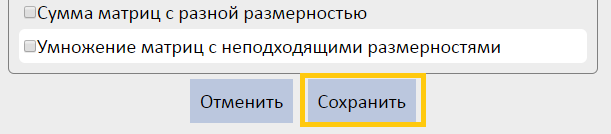 Сумма матриц с разной размерностью
Умножение матриц с неподходящими размерностями
Отменить Сохранить